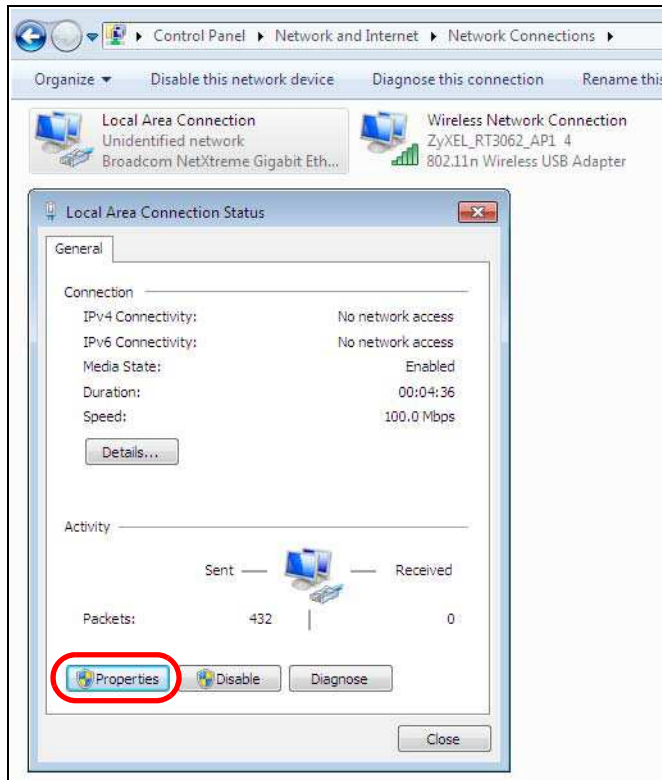 Control Panel Network and Internet Network Connections
Organize Disable this network device Diagnose this connection Rename this
Local Area Connection
Unidentified network
Broadcom NetXtreme Gigabit Eth...
Wireless Network Connection
ZyXEL_RT3062_AP1 4
802.11n Wireless USB Adapter
Local Area Connection Status
General
Connection
IPv4 Connectivity: No network access
IPv6 Connectivity: No network access
Media State: Enabled
Duration: 00:04:36
Speed: 100.0 Mbps
Details...
Activity
Sent Received
Packets: 432 0
Properties Disable Diagnose
Close